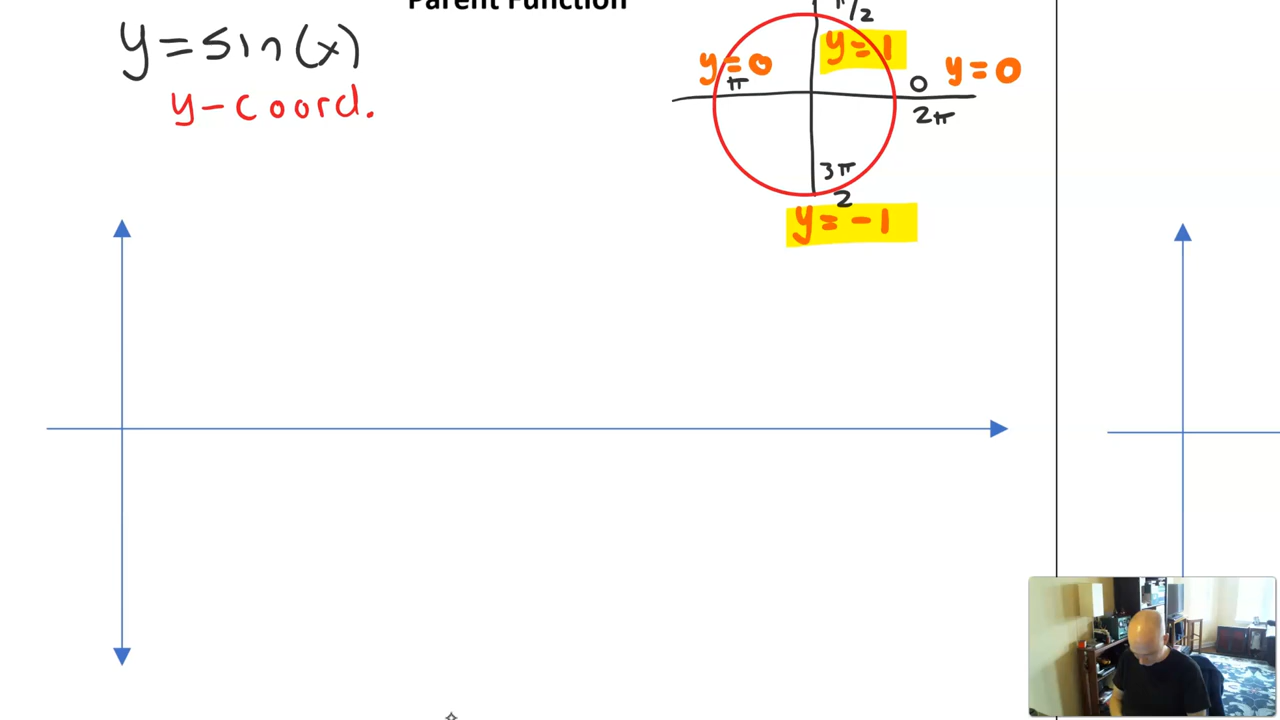 Parent Function
y=sin(x)
y-coord.
π/2
y=1
y=0
π
0
y=0
2π
3π
2
y=-1